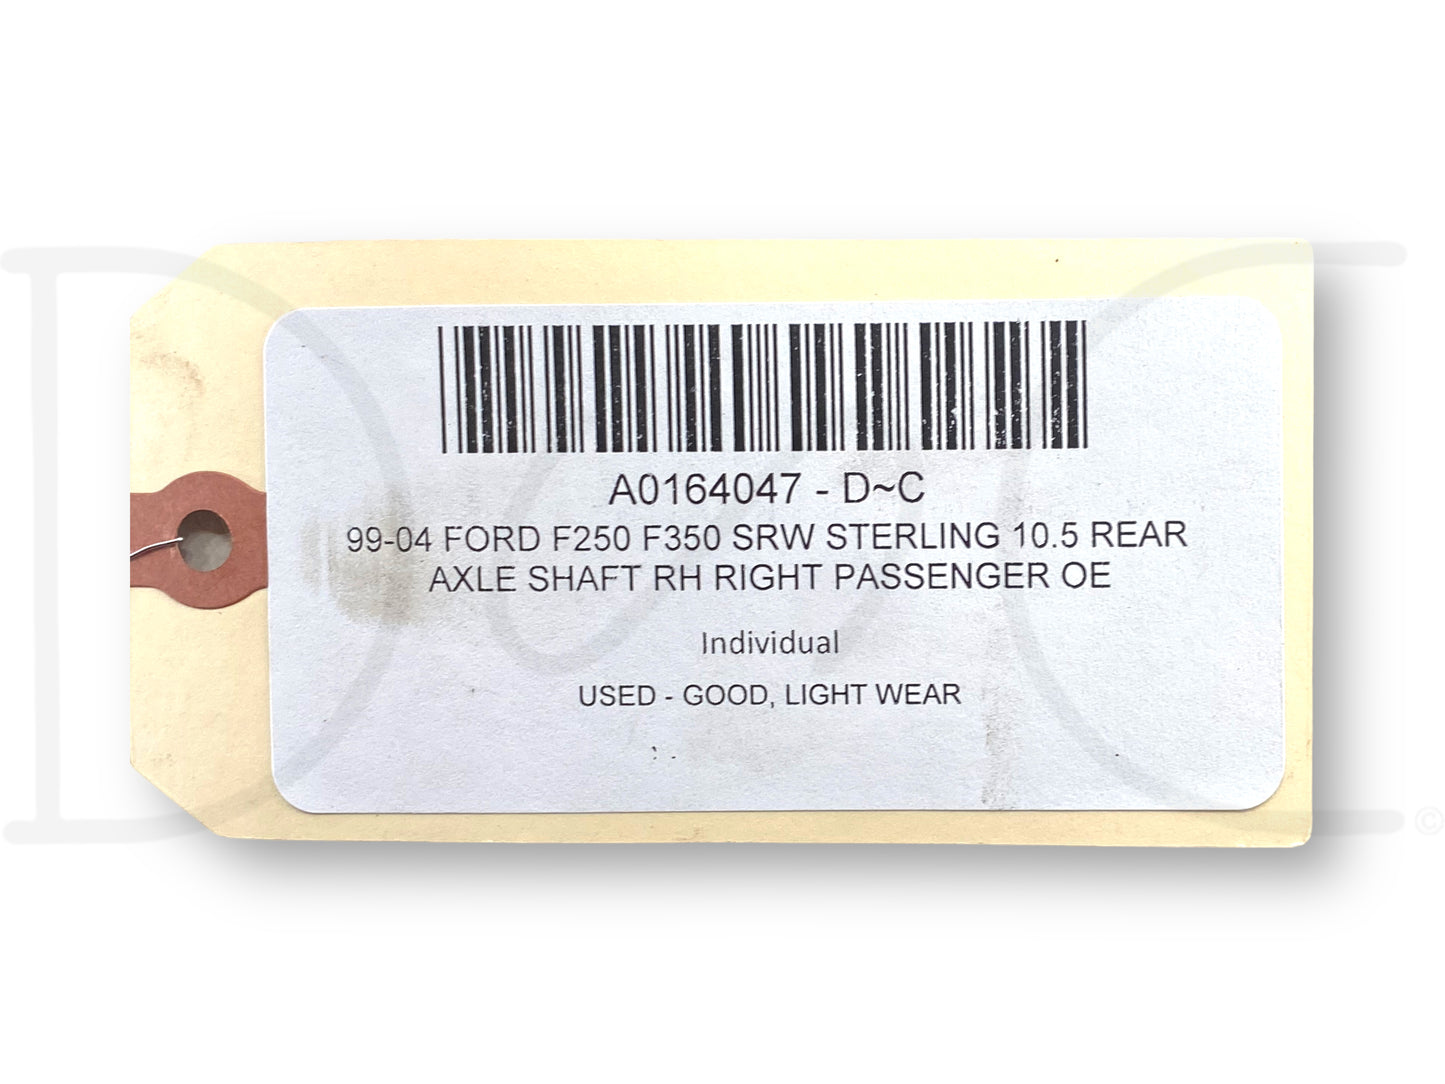 A0164047 - D~C
99-04 FORD F250 F350 SRW STERLING 10.5 REAR
AXLE SHAFT RH RIGHT PASSENGER OE
Individual
USED - GOOD, LIGHT WEAR
D&C
©